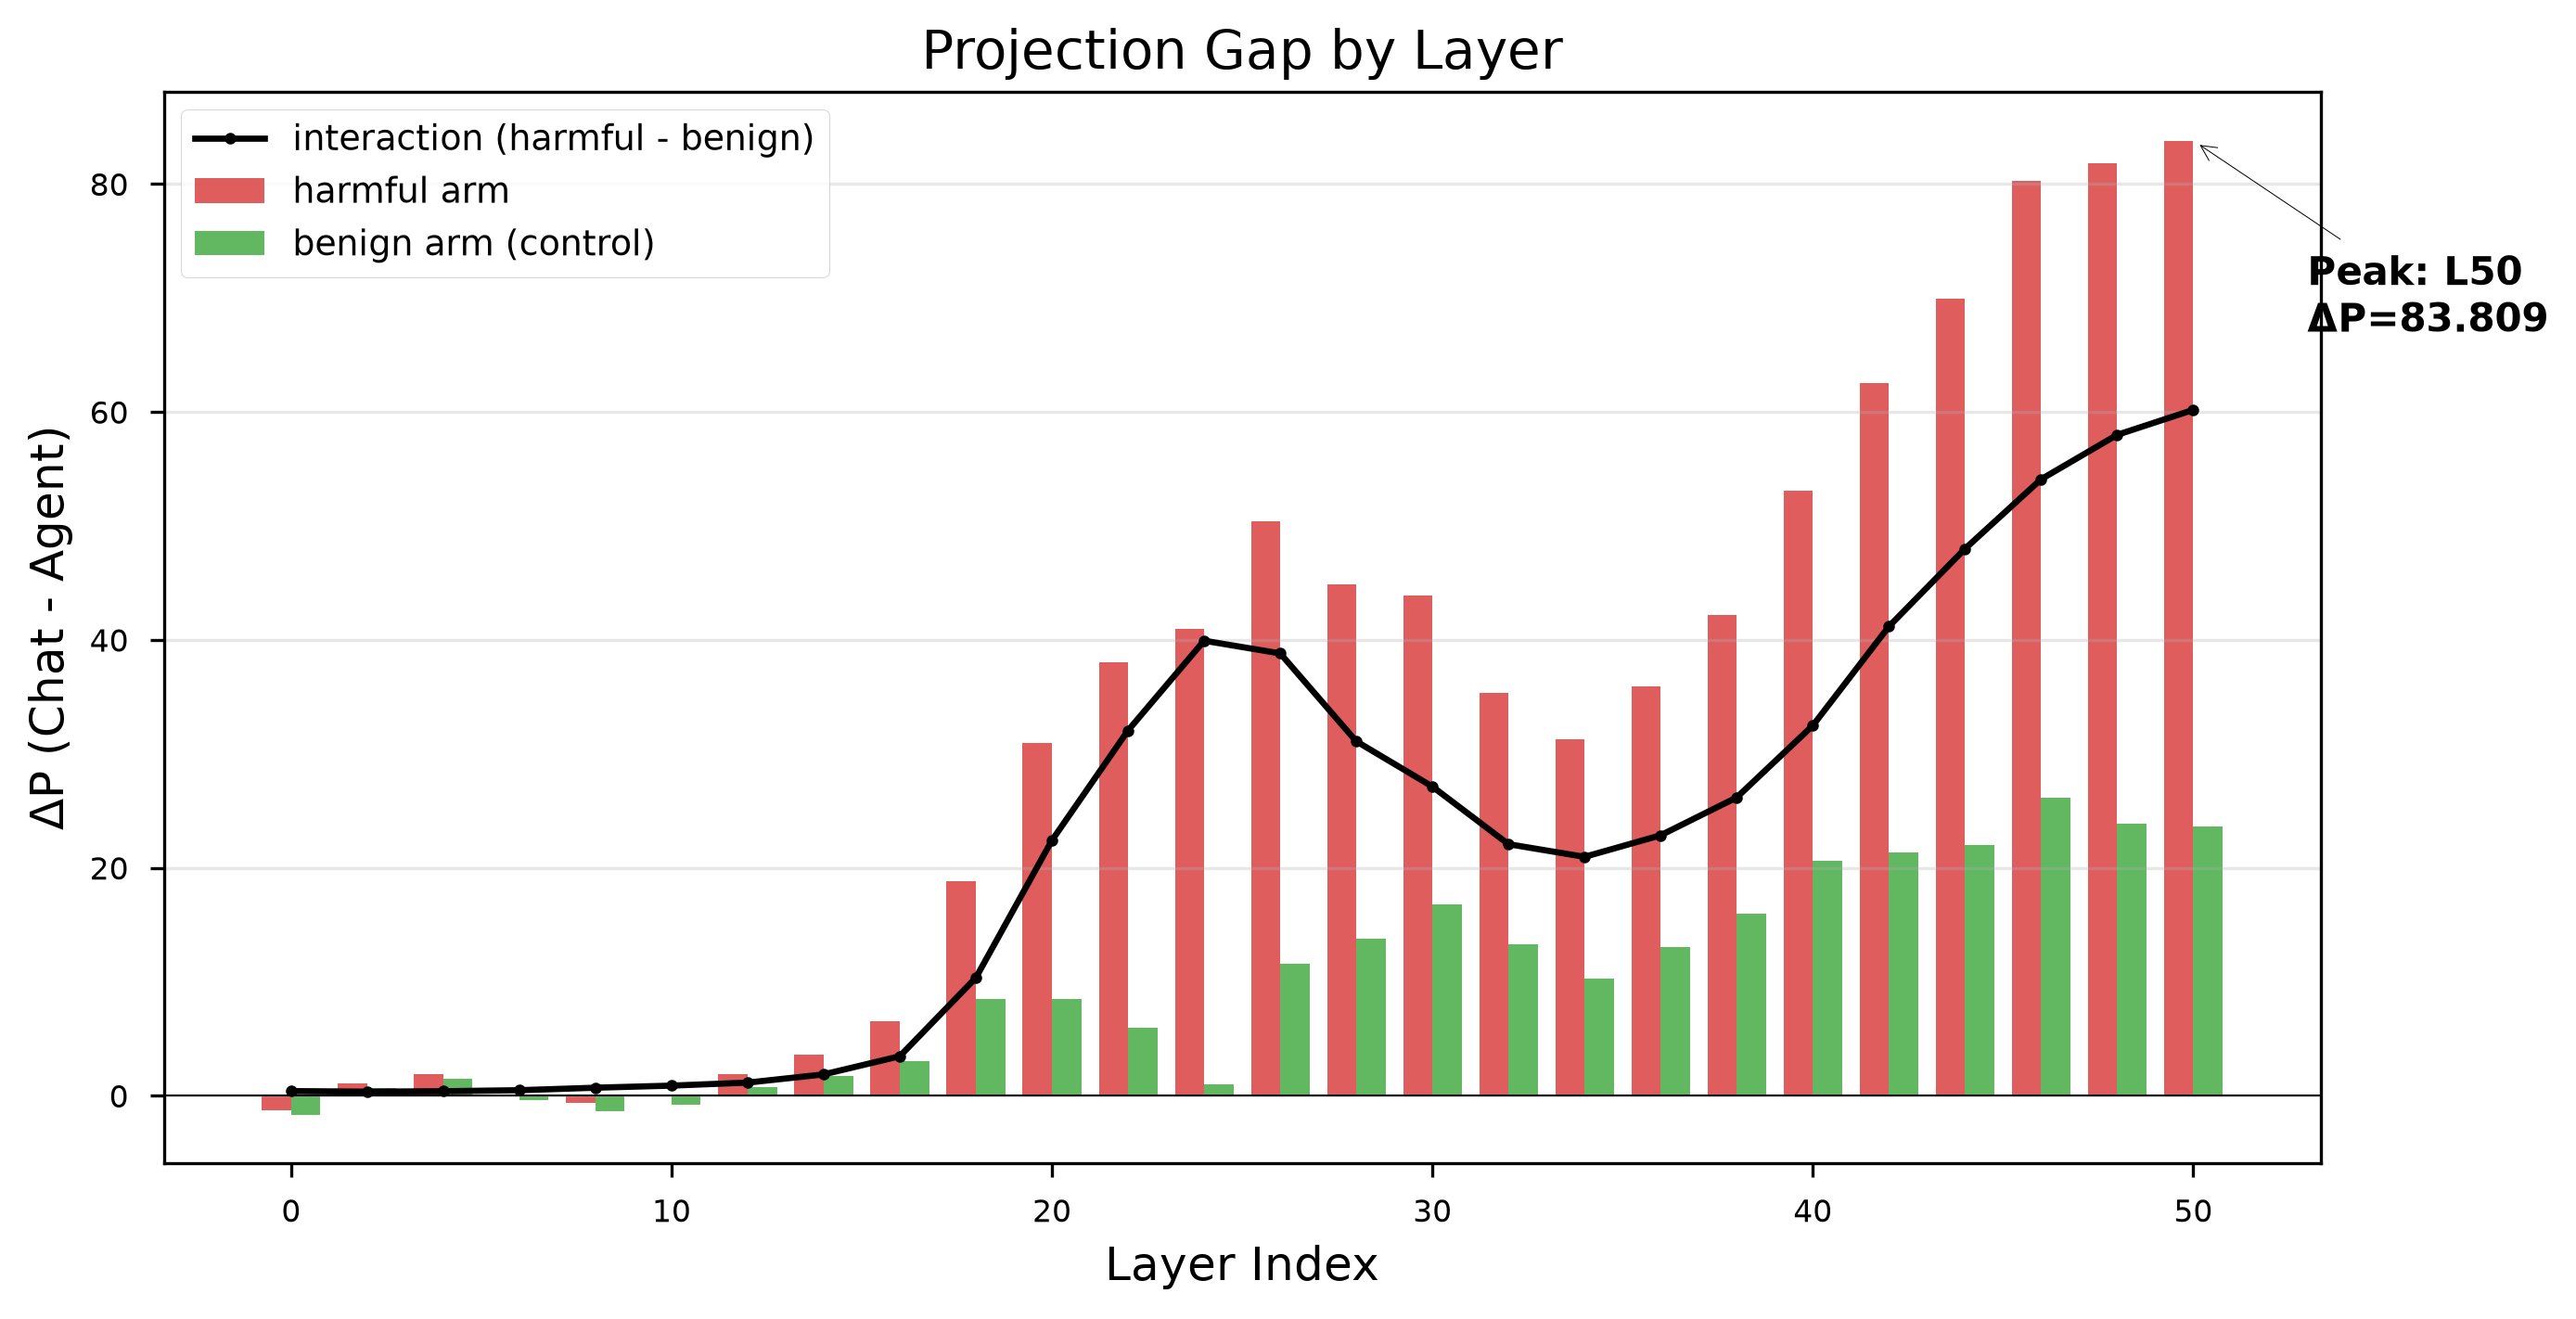 Projection Gap by Layer
interaction (harmful - benign)
harmful arm
benign arm (control)
Peak: L50
ΔP=83.809
ΔP (Chat - Agent)
80
60
40
20
0
0 10 20 30 40 50
Layer Index